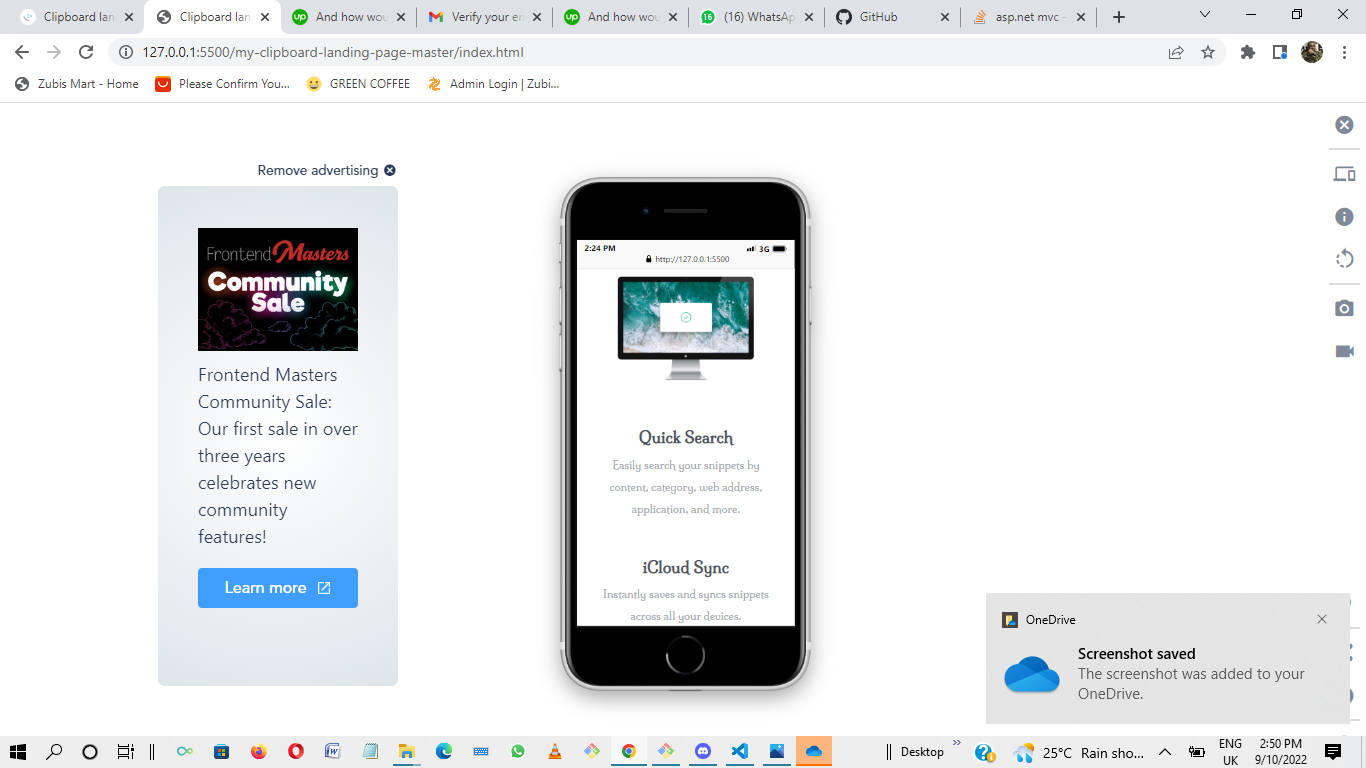 Clipboard lan
Clipboard lan
And how wou
Verify your en
And how wou
(16) WhatsAp
GitHub
asp.net mvc -
127.0.0.1:5500/my-clipboard-landing-page-master/index.html
Zubis Mart - Home
Please Confirm You...
GREEN COFFEE
Admin Login | Zubi...
Remove advertising
Frontend Masters
Community
Sale
Frontend Masters
Community Sale:
Our first sale in over
three years
celebrates new
community
features!
Learn more
2:24 PM
3G
http://127.0.0.1:5500
Quick Search
Easily search your snippets by
content, category, web address,
application, and more.
iCloud Sync
Instantly saves and syncs snippets
across all your devices.
OneDrive
Screenshot saved
The screenshot was added to your
OneDrive.
Desktop
25°C Rain sho...
ENG
UK
2:50 PM
9/10/2022